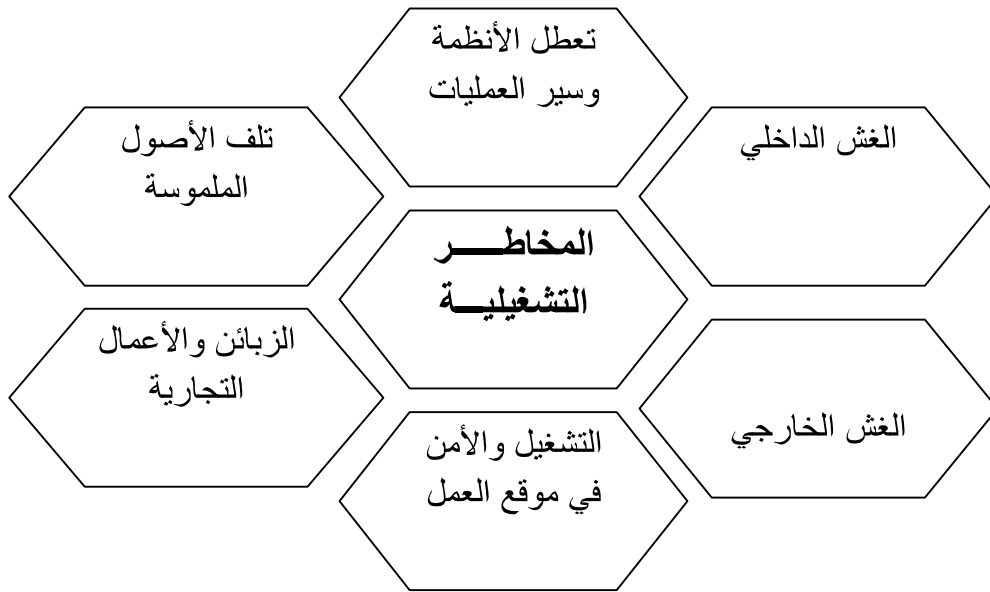 تعطل الأنظمة
وسير العمليات
الغش الداخلي
تلف الأصول
الملموسة
المخاطـــر
التشغيليـــة
الزبائن والأعمال
التجارية
الغش الخارجي
التشغيل والأمن
في موقع العمل